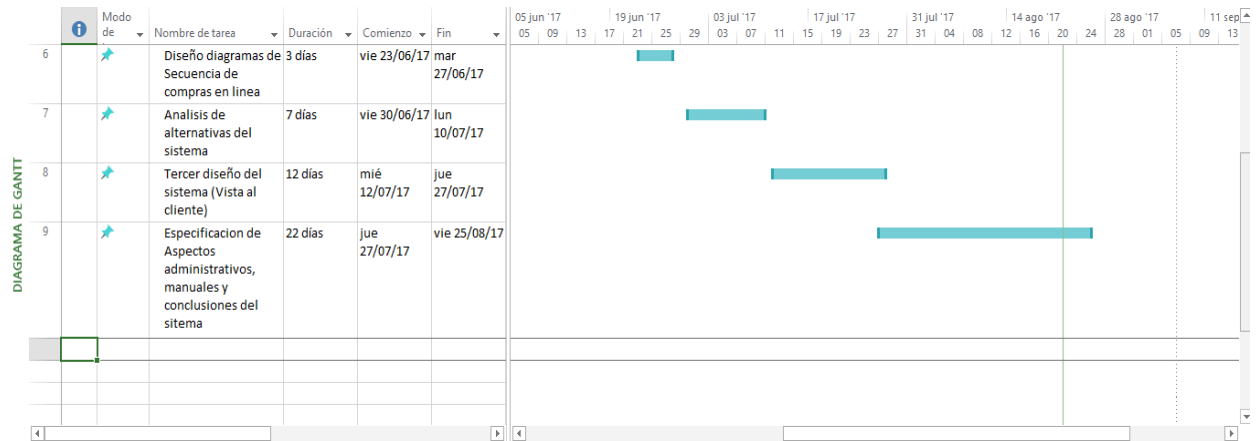 DIAGRAMA DE GANTT
Modo
de
Nombre de tarea
Duración
Comienzo
Fin
05 jun '17 19 jun '17 03 jul '17 17 jul '17 31 jul '17 14 ago '17 28 ago '17 11 sep
05 09 13 17 21 25 29 03 07 11 15 19 23 27 31 04 08 12 16 20 24 28 01 05 09 13
6 Diseño diagramas de 3 días vie 23/06/17 mar
Secuencia de 27/06/17
compras en linea
7 Analisis de 7 días vie 30/06/17 lun
alternativas del 10/07/17
sistema
8 Tercer diseño del 12 días mié jue
sistema (Vista al 12/07/17 27/07/17
cliente)
9 Especificacion de 22 días jue vie 25/08/17
Aspectos 27/07/17
administrativos,
manuales y
conclusiones del
sitema